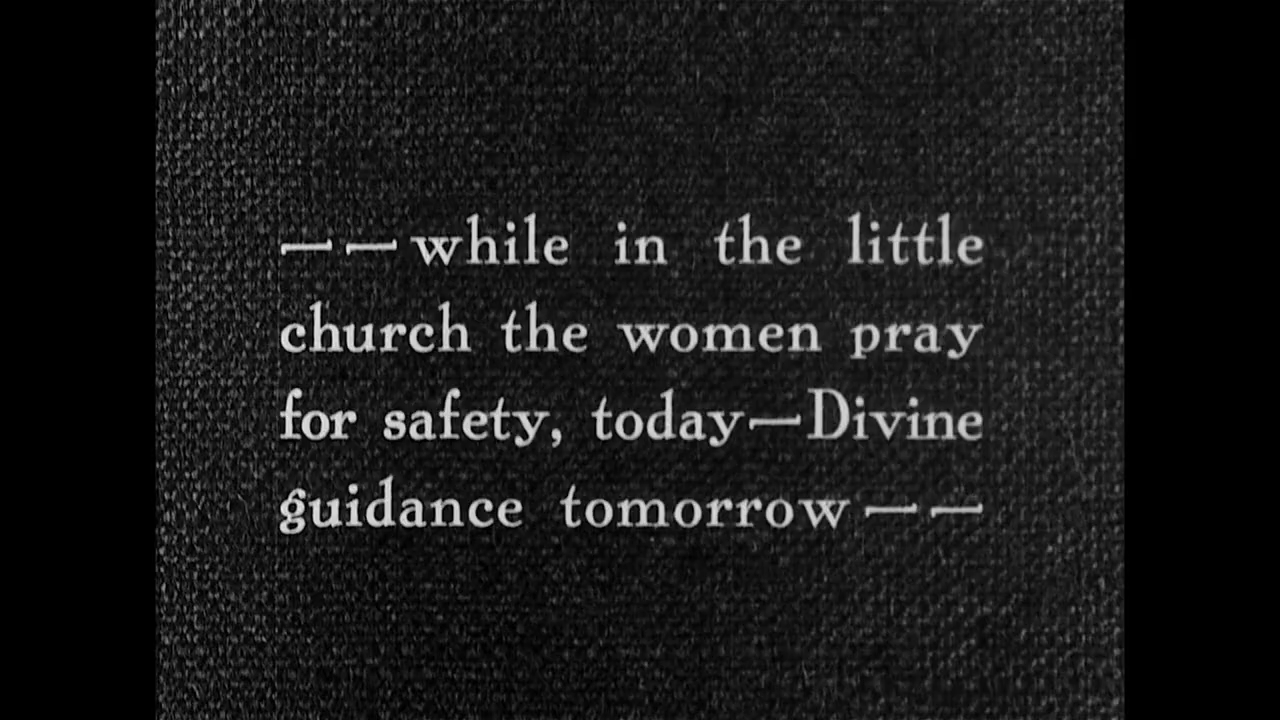 ——while in the little
church the women pray
for safety, today—Divine
guidance tomorrow——